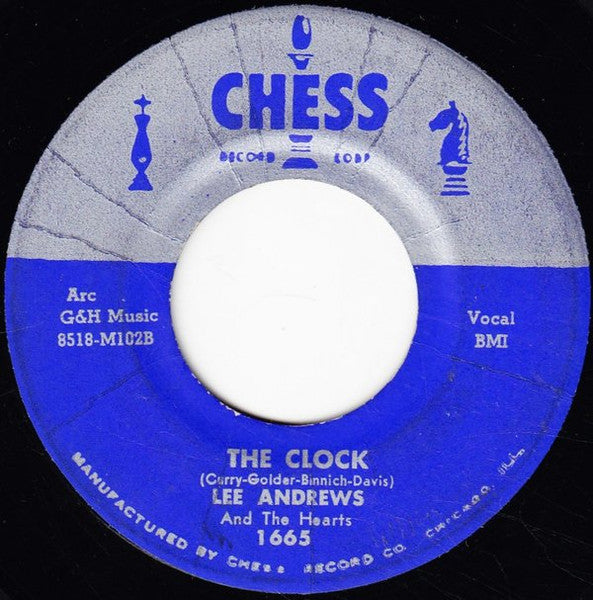 CHESS
RECORD CORP
Arc
G&H Music
8518-M102B
Vocal
BMI
THE CLOCK
(Curry-Golder-Binnich-Davis)
LEE ANDREWS
And The Hearts
1665
MANUFACTURED BY CHESS RECORD CO. CHICAGO, ILL.